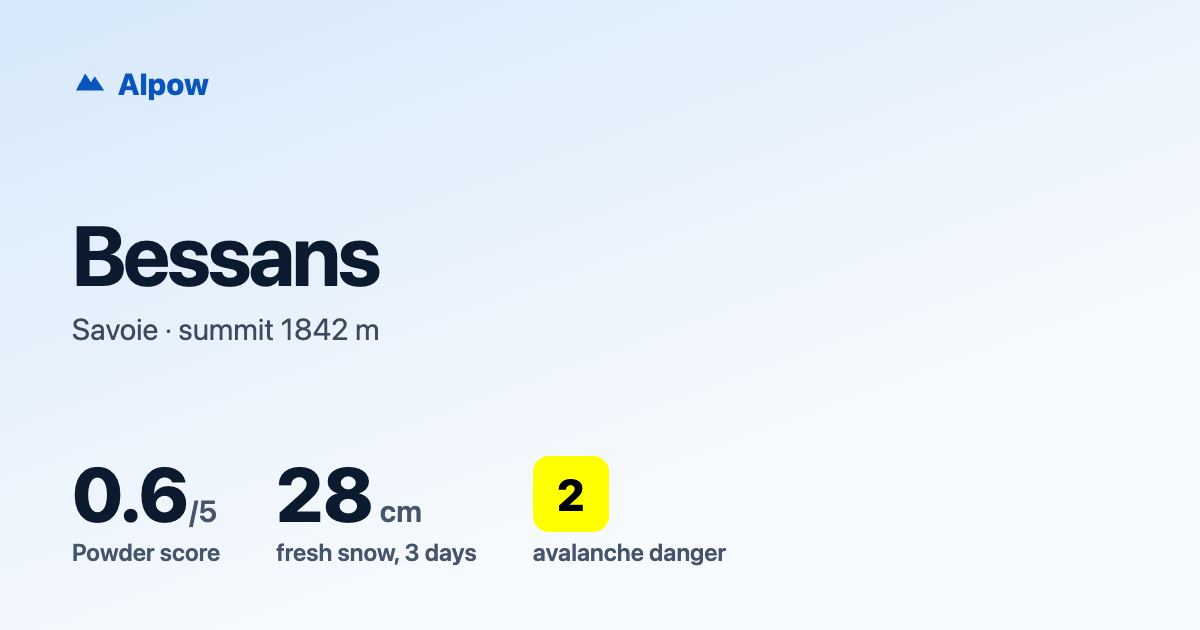 Alpow
Bessans
Savoie · summit 1842 m
0.6/5 28 cm 2
Powder score fresh snow, 3 days avalanche danger